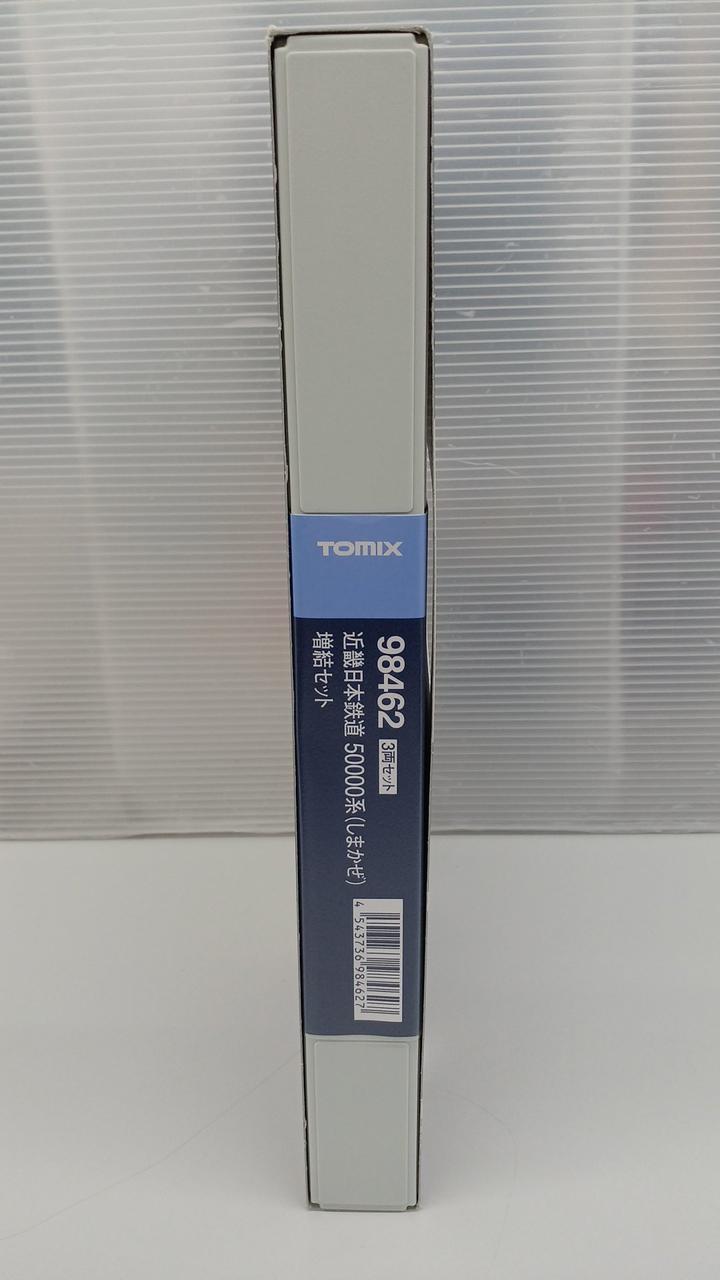 TOMIX
98462 3両セット
近畿日本鉄道 50000系(しまかぜ)
増結セット
4 543736 984627